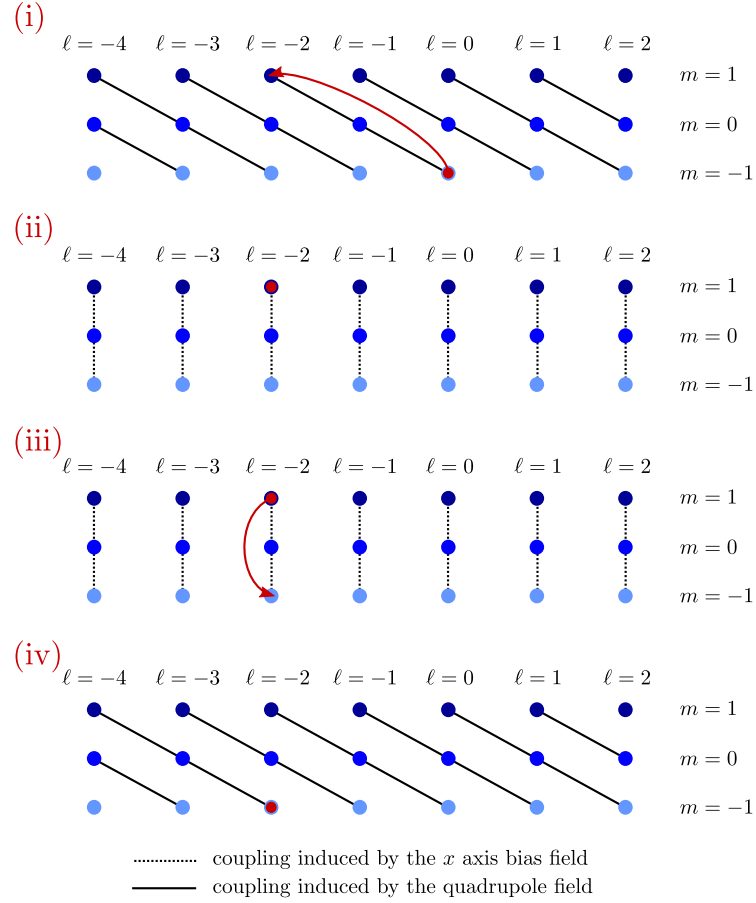 (i)
ℓ = −4 ℓ = −3 ℓ = −2 ℓ = −1 ℓ = 0 ℓ = 1 ℓ = 2
m = 1
m = 0
m = −1
(ii)
ℓ = −4 ℓ = −3 ℓ = −2 ℓ = −1 ℓ = 0 ℓ = 1 ℓ = 2
m = 1
m = 0
m = −1
(iii)
ℓ = −4 ℓ = −3 ℓ = −2 ℓ = −1 ℓ = 0 ℓ = 1 ℓ = 2
m = 1
m = 0
m = −1
(iv)
ℓ = −4 ℓ = −3 ℓ = −2 ℓ = −1 ℓ = 0 ℓ = 1 ℓ = 2
m = 1
m = 0
m = −1
coupling induced by the x axis bias field
coupling induced by the quadrupole field